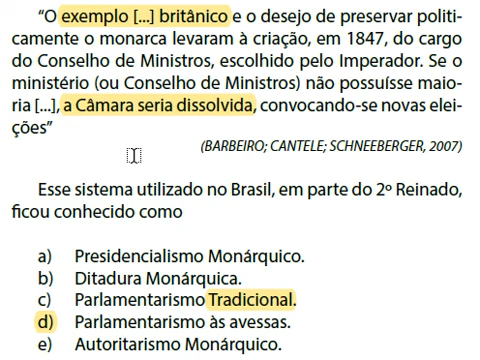 “O exemplo [...] britânico e o desejo de preservar politi-
camente o monarca levaram à criação, em 1847, do cargo
do Conselho de Ministros, escolhido pelo Imperador. Se o
ministério (ou Conselho de Ministros) não possuísse maio-
ria [...], a Câmara seria dissolvida, convocando-se novas elei-
ções”
(BARBEIRO; CANTELE; SCHNEEBERGER, 2007)
Esse sistema utilizado no Brasil, em parte do 2º Reinado,
ficou conhecido como
a) Presidencialismo Monárquico.
b) Ditadura Monárquica.
c) Parlamentarismo Tradicional.
d) Parlamentarismo às avessas.
e) Autoritarismo Monárquico.